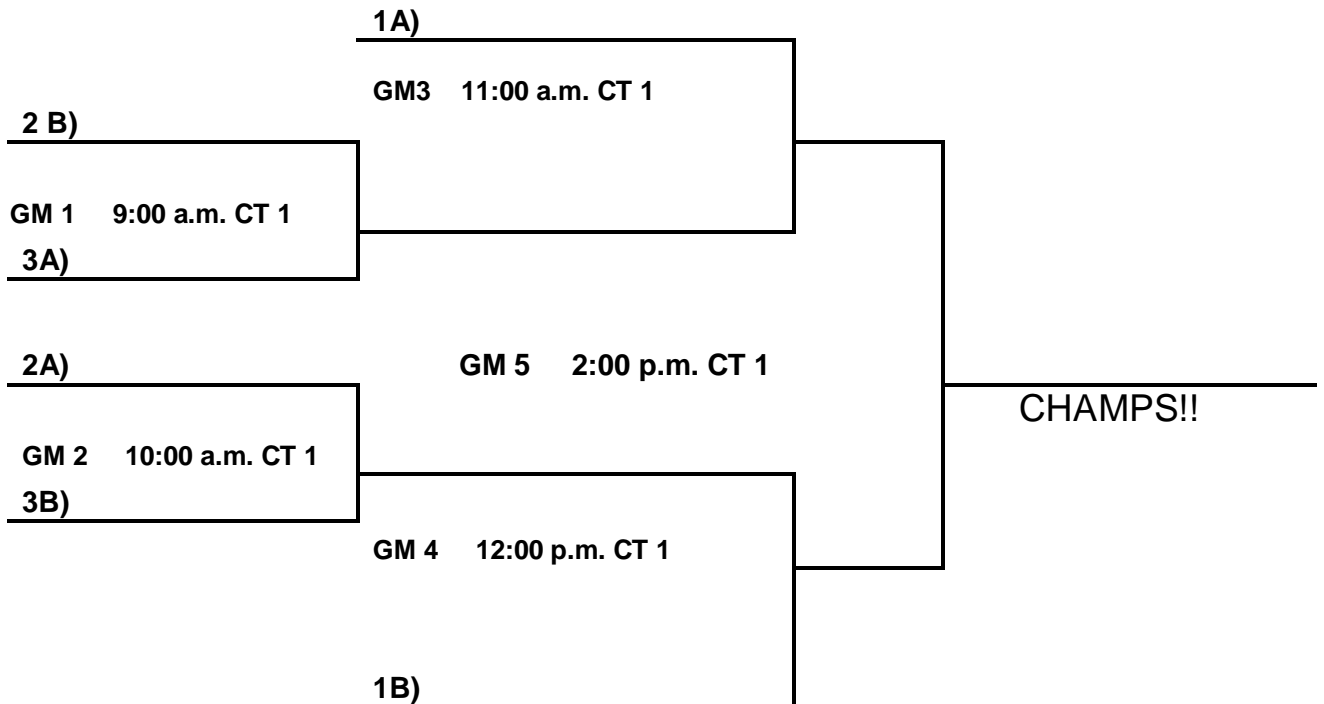 1A)
GM3 11:00 a.m. CT 1
2 B)
GM 1 9:00 a.m. CT 1
3A)
2A)
GM 5 2:00 p.m. CT 1
CHAMPS!!
GM 2 10:00 a.m. CT 1
3B)
GM 4 12:00 p.m. CT 1
1B)